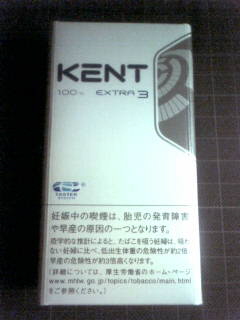 KENT
100's EXTRA 3
®
TASTER
SYSTEM
妊娠中の喫煙は、胎児の発育障害
や早産の原因の一つとなります。
疫学的な推計によると、たばこを吸う妊婦は、吸わ
ない妊婦に比べ、低出生体重の危険性が約2倍、
早産の危険性が約3倍高くなります。
(詳細については、厚生労働省のホーム・ページ
www.mhlw.go.jp/topics/tobacco/main.html
をご参照ください。)